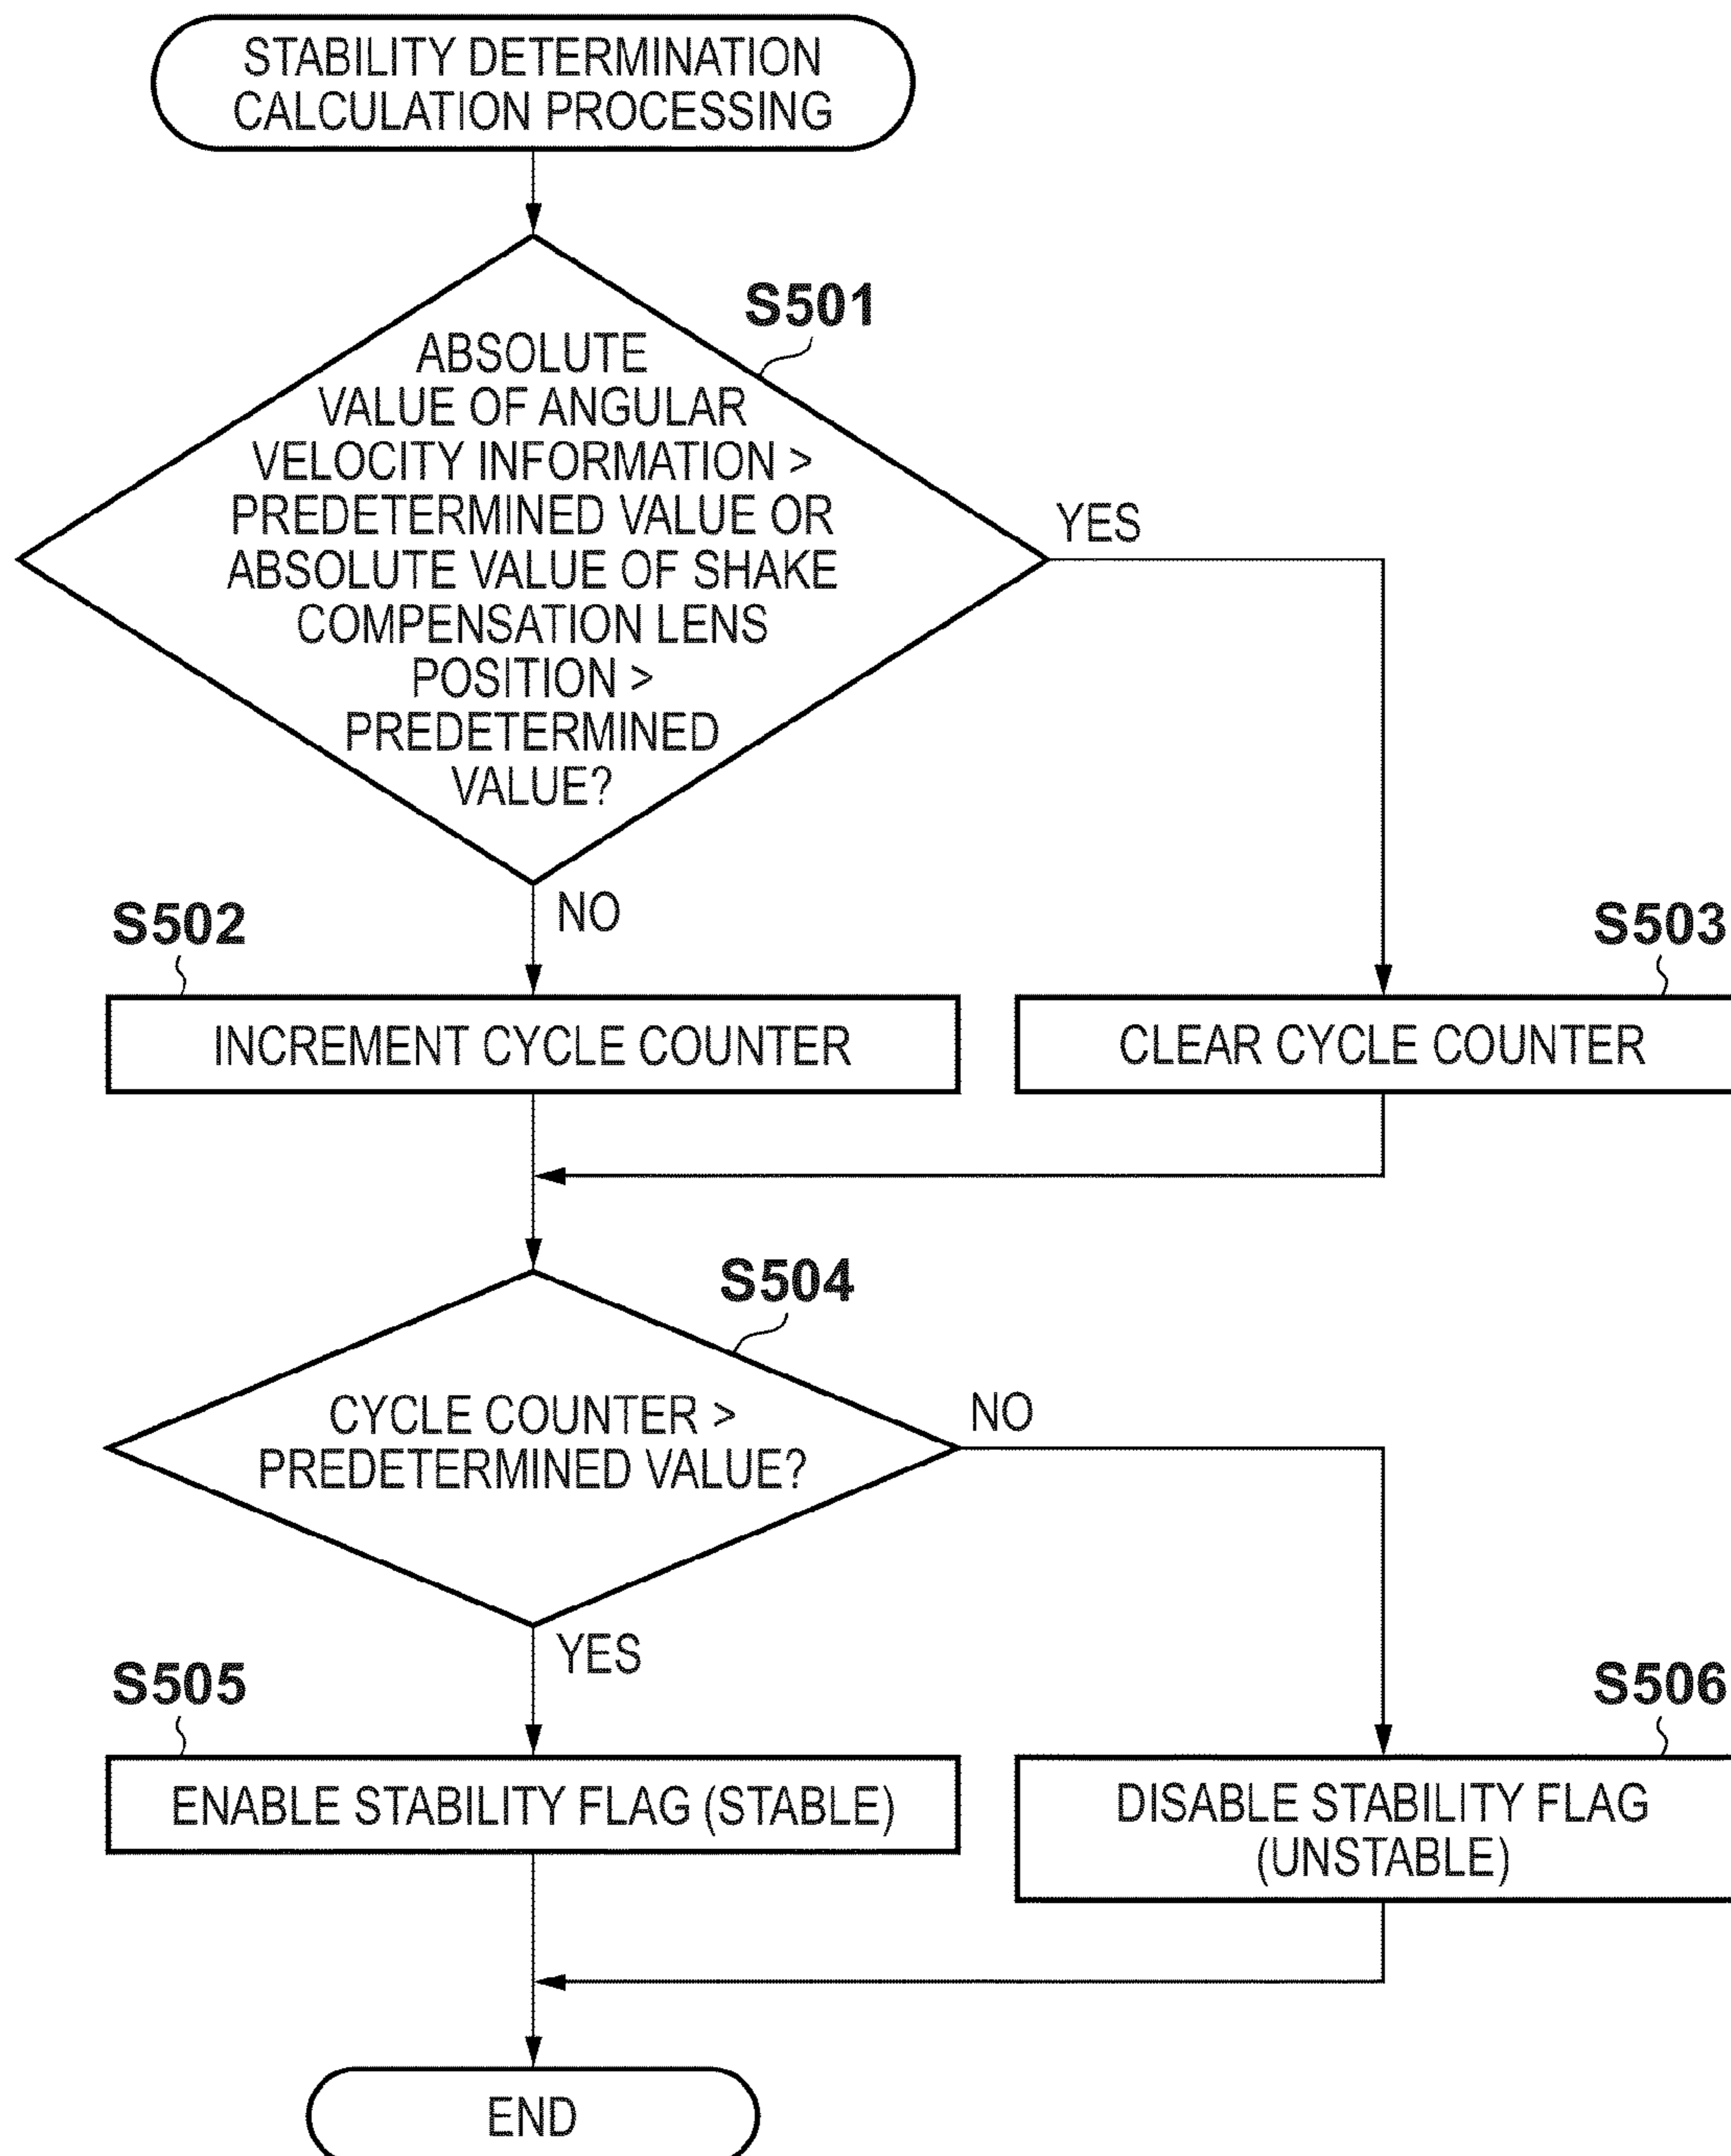 STABILITY DETERMINATION
CALCULATION PROCESSING
S501
ABSOLUTE
VALUE OF ANGULAR
VELOCITY INFORMATION >
PREDETERMINED VALUE OR
ABSOLUTE VALUE OF SHAKE
COMPENSATION LENS
POSITION >
PREDETERMINED
VALUE?
YES
NO
S502
INCREMENT CYCLE COUNTER
S503
CLEAR CYCLE COUNTER
S504
CYCLE COUNTER >
PREDETERMINED VALUE?
NO
YES
S505
ENABLE STABILITY FLAG (STABLE)
S506
DISABLE STABILITY FLAG
(UNSTABLE)
END